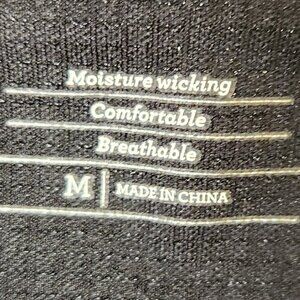 Moisture wicking
Comfortable
Breathable
M | MADE IN CHINA